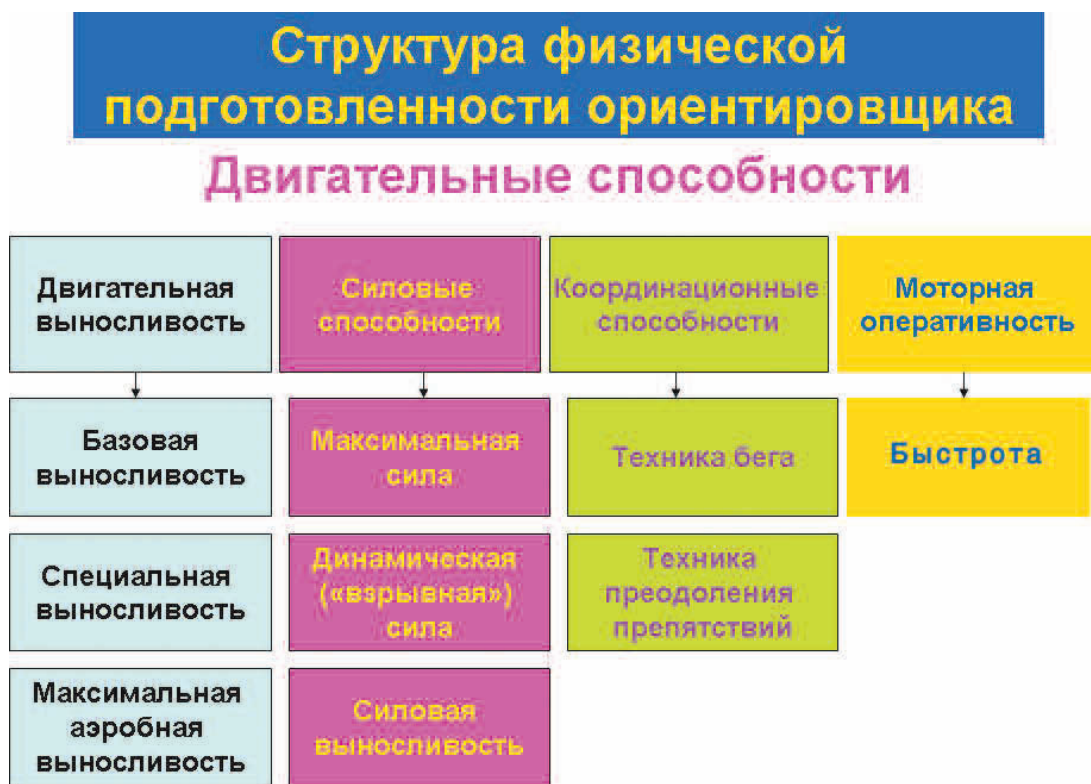 Структура физической
подготовленности ориентировщика
Двигательные способности
Двигательная
выносливость
Силовые
способности
Координационные
способности
Моторная
оперативность
Базовая
выносливость
Максимальная
сила
Техника бега
Быстрота
Специальная
выносливость
Динамическая
(«взрывная»)
сила
Техника
преодоления
препятствий
Максимальная
аэробная
выносливость
Силовая
выносливость